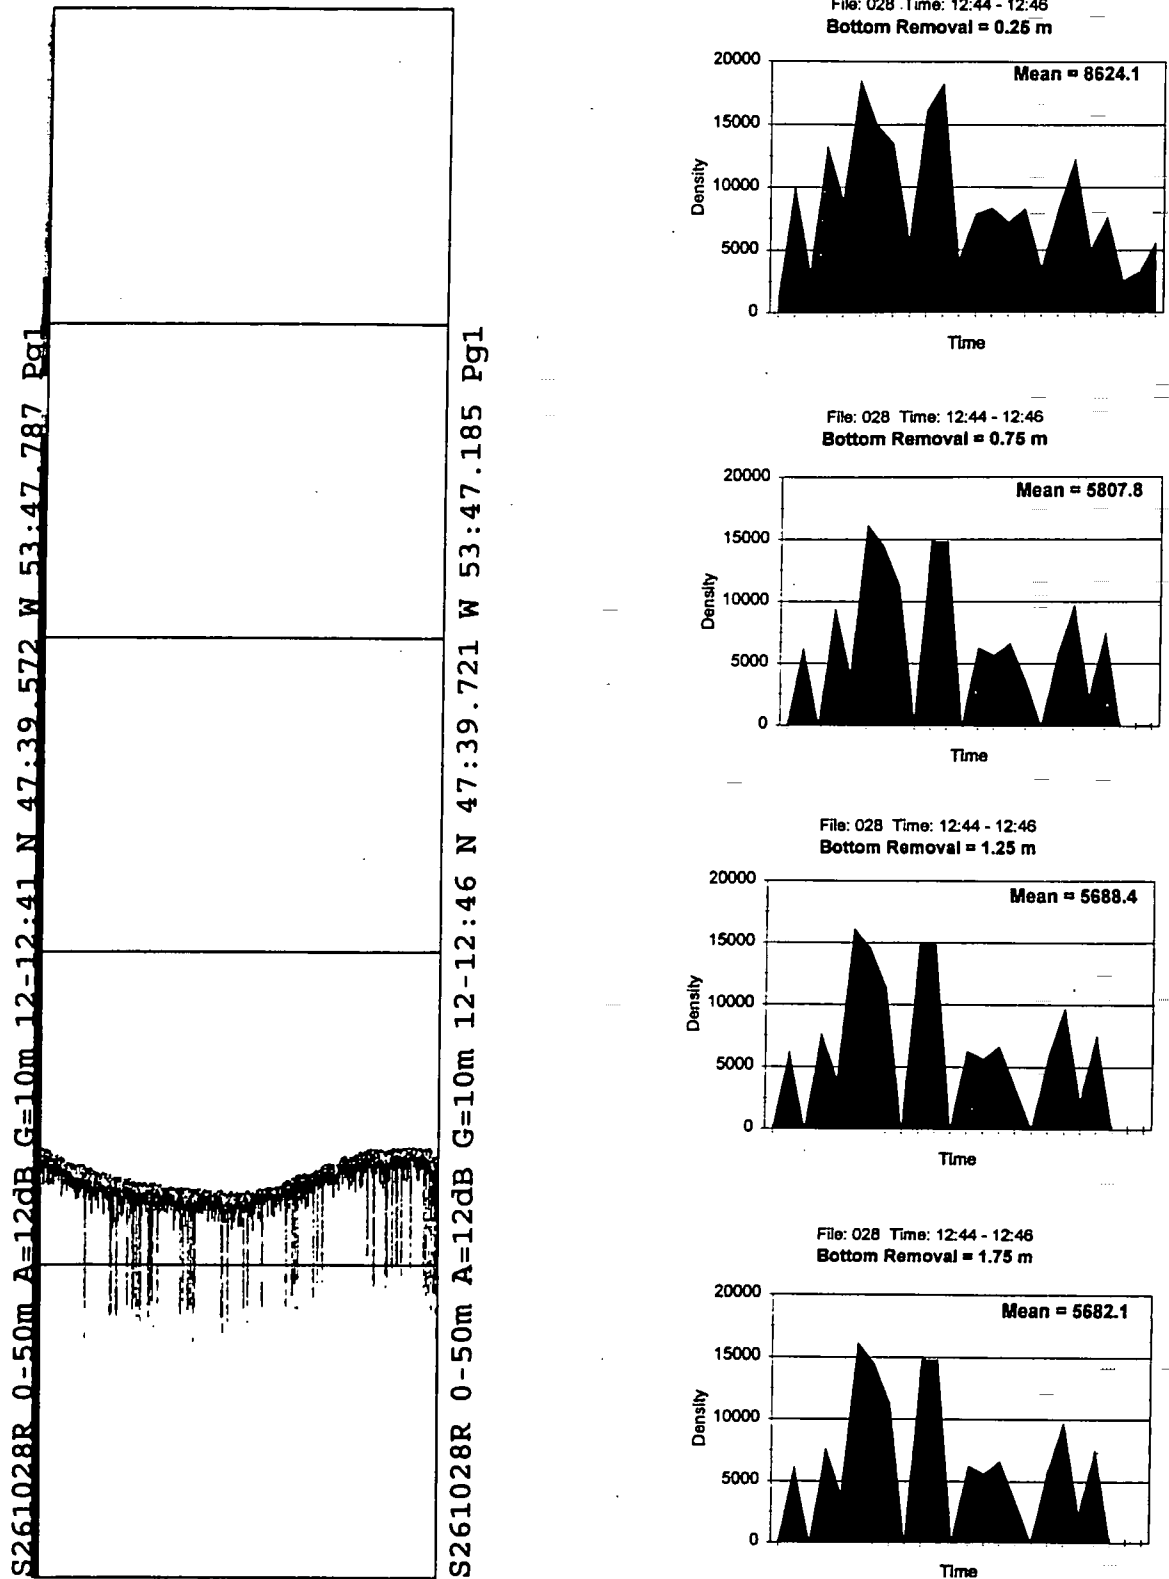 S261028R 0-50m A=12dB G=10m 12-12:41 N 47:39.572 W 53:47.787 Pg1
S261028R 0-50m A=12dB G=10m 12-12:46 N 47:39.721 W 53:47.185 Pg1
File: 028 Time: 12:44 - 12:46
Bottom Removal = 0.25 m
Mean = 8624.1
20000
15000
10000
5000
0
Density
Time
File: 028 Time: 12:44 - 12:46
Bottom Removal = 0.75 m
Mean = 5807.8
20000
15000
10000
5000
0
Density
Time
File: 028 Time: 12:44 - 12:46
Bottom Removal = 1.25 m
Mean = 5688.4
20000
15000
10000
5000
0
Density
Time
File: 028 Time: 12:44 - 12:46
Bottom Removal = 1.75 m
Mean = 5682.1
20000
15000
10000
5000
0
Density
Time